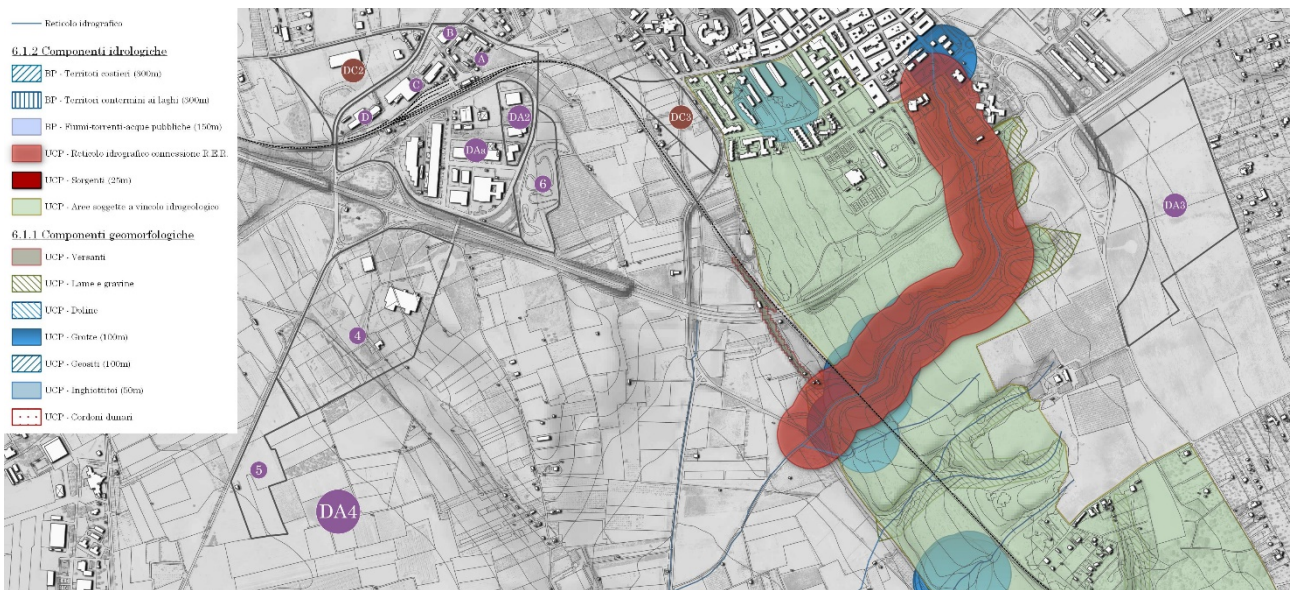 Reticolo idrografico
6.1.2 Componenti idrologiche
BP - Territoti costieri (300m)
BP - Territori contermini ai laghi (300m)
BP - Fiumi-torrenti-acque pubbliche (150m)
UCP - Reticolo idrografico connessione R.E.R.
UCP - Sorgenti (25m)
UCP - Aree soggette a vincolo idrogeologico
6.1.1 Componenti geomorfologiche
UCP - Versanti
UCP - Lame e gravine
UCP - Doline
UCP - Grotte (100m)
UCP - Geositi (100m)
UCP - Inghiottitoi (50m)
UCP - Cordoni dunari
B
A
DC2
C
D
DA2
DAa
6
DC3
DA3
4
5
DA4